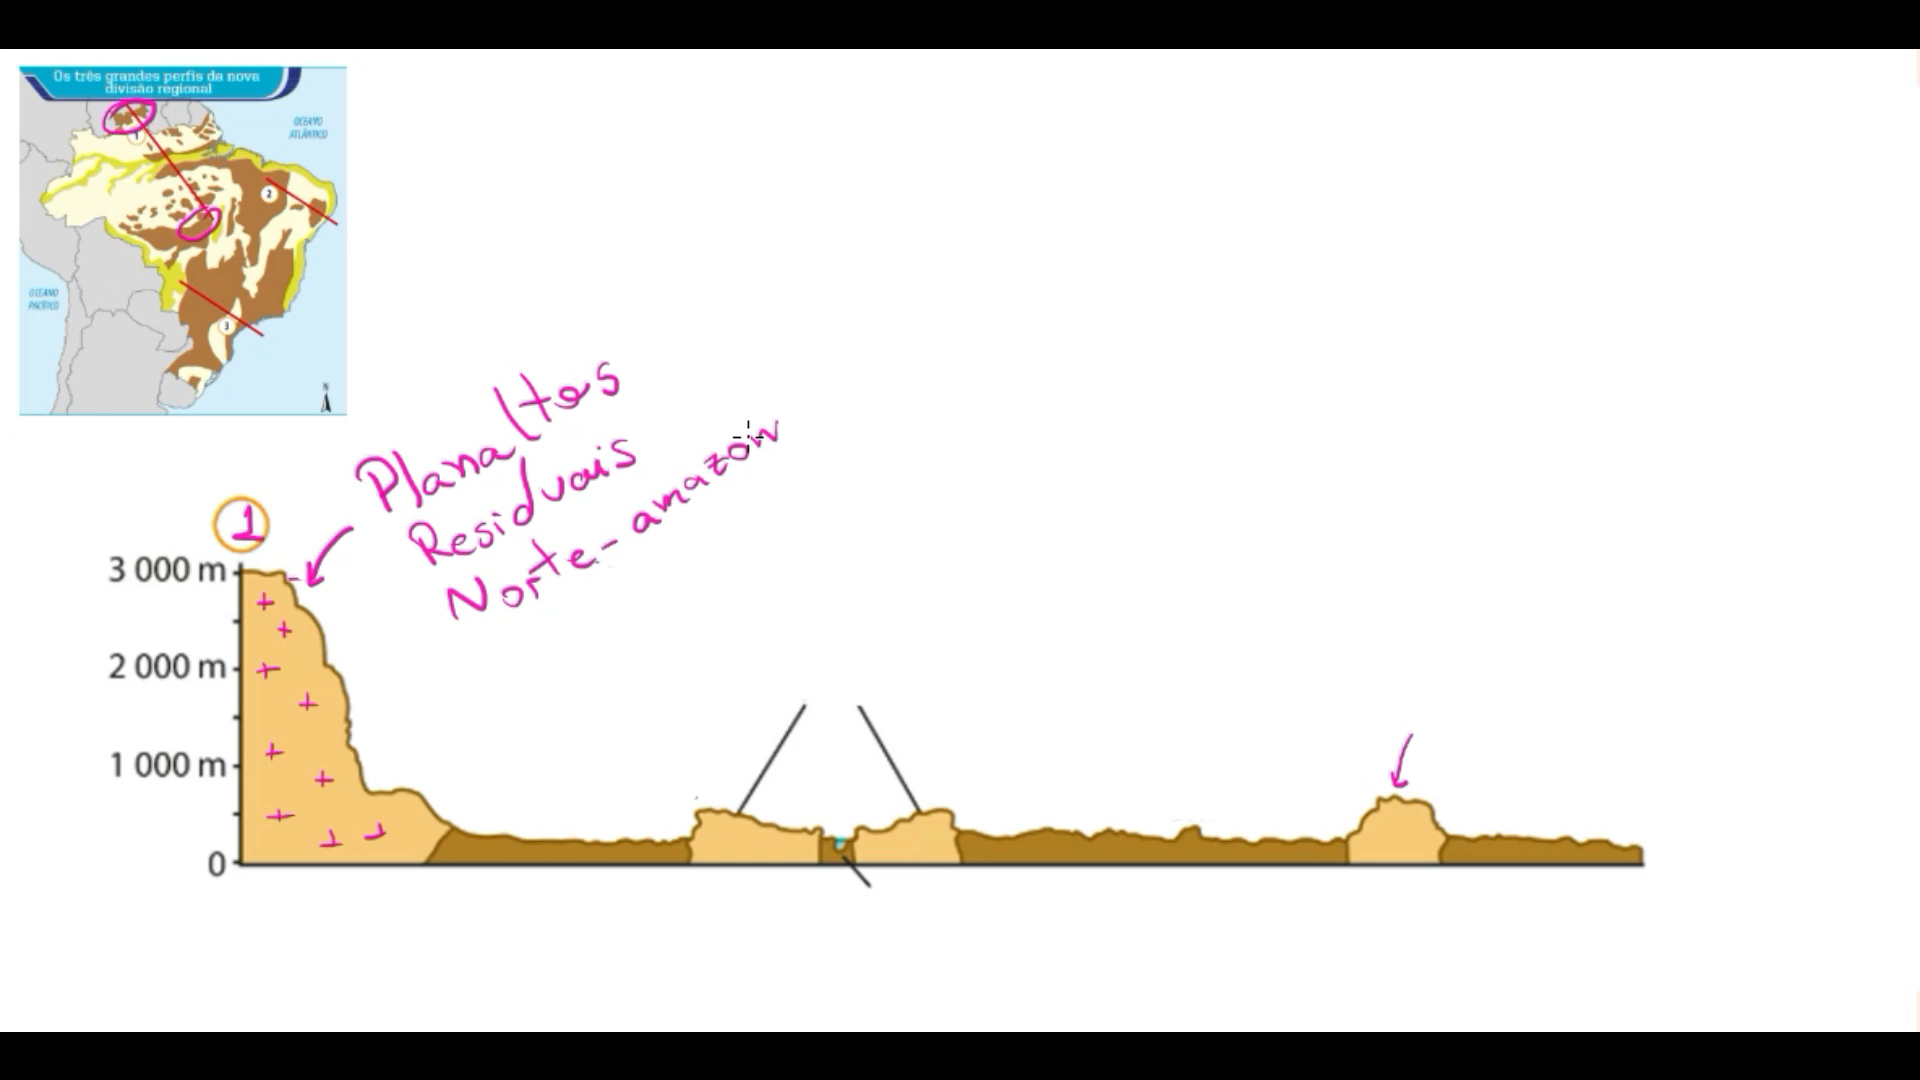 Os três grandes perfis da nova
divisão regional
OCEANO
ATLÂNTICO
1
2
OCEANO
PACÍFICO
3
N
Planaltos
Residuais
Norte-amazon
1
3 000 m
2 000 m
1 000 m
0